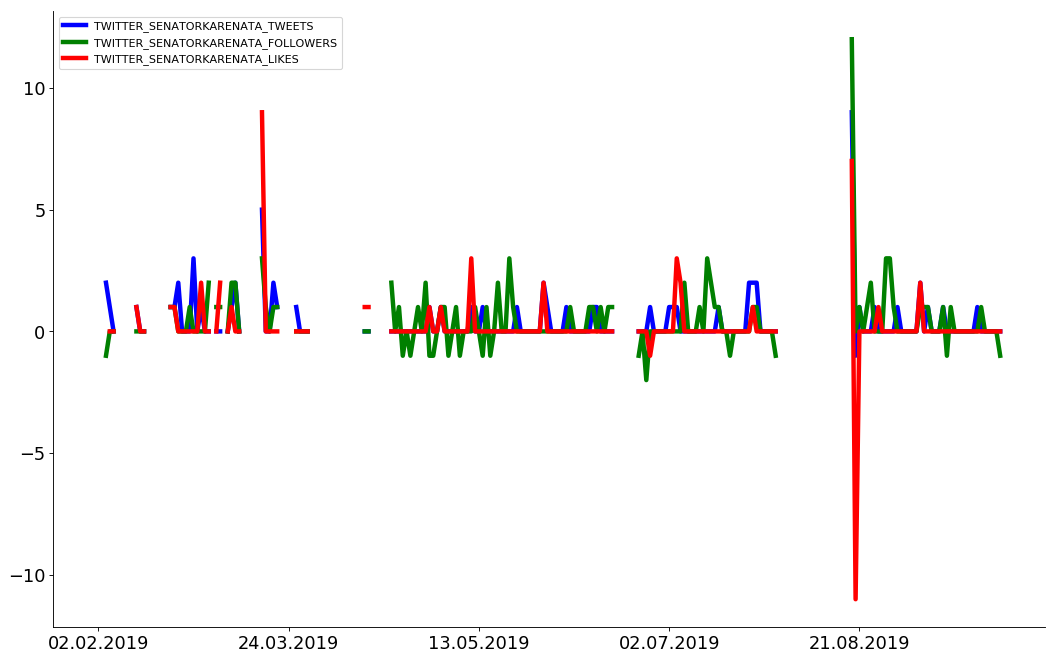 TWITTER_SENATORKARENATA_TWEETS
TWITTER_SENATORKARENATA_FOLLOWERS
TWITTER_SENATORKARENATA_LIKES
10
5
0
−5
−10
02.02.2019 24.03.2019 13.05.2019 02.07.2019 21.08.2019